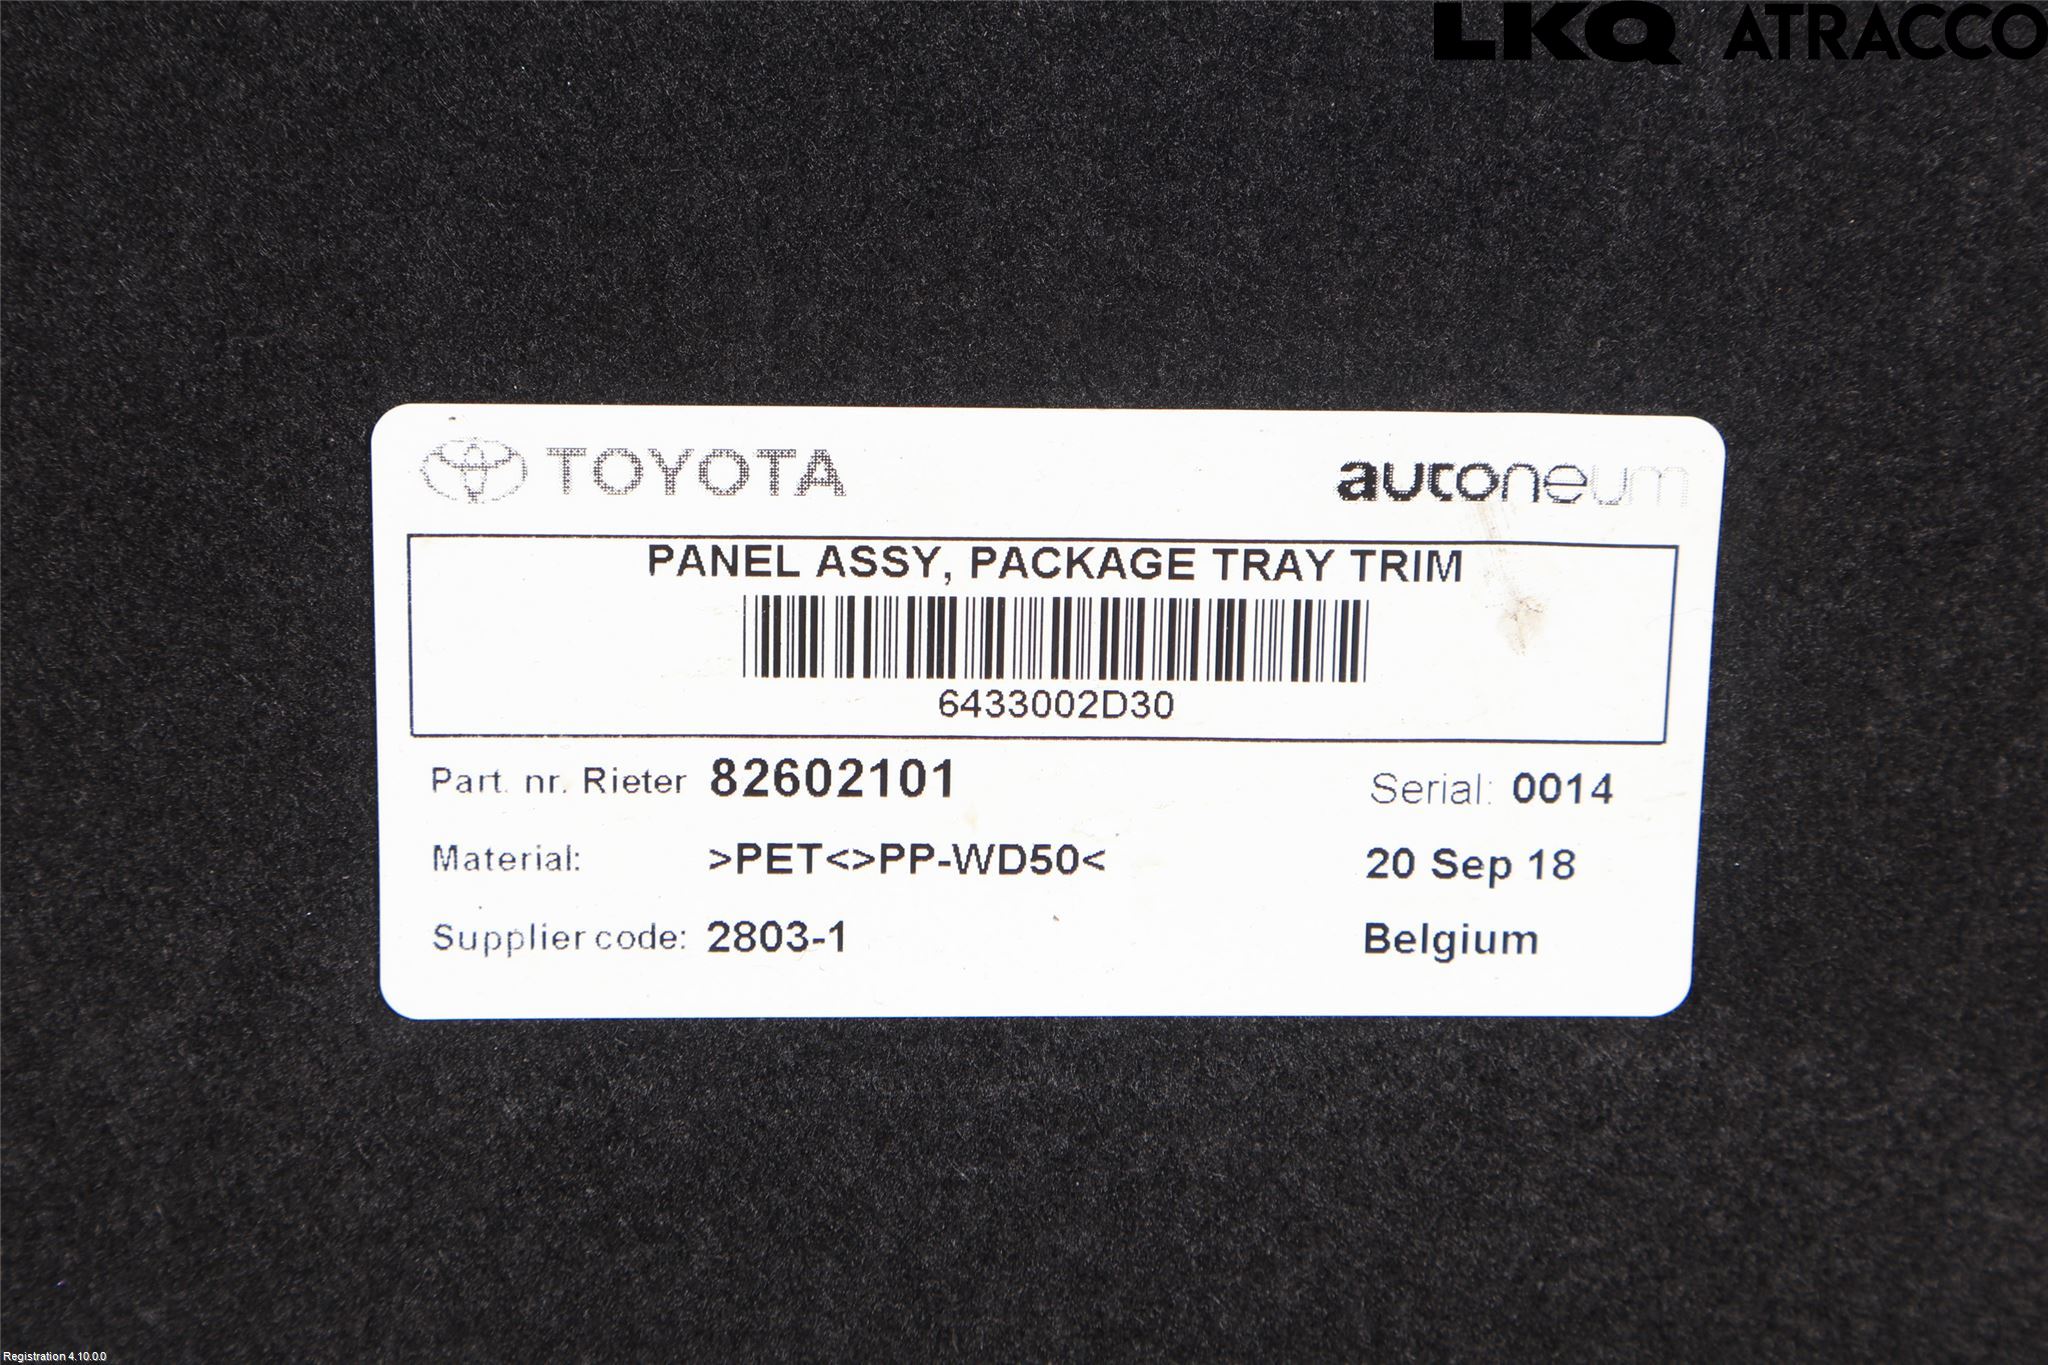 LKQ ATRACCO
TOYOTA
autoneum
PANEL ASSY, PACKAGE TRAY TRIM
6433002D30
Part. nr. Rieter 82602101
Serial: 0014
Material: >PET<>PP-WD50<
20 Sep 18
Supplier code: 2803-1
Belgium
Registration 4.10.0.0